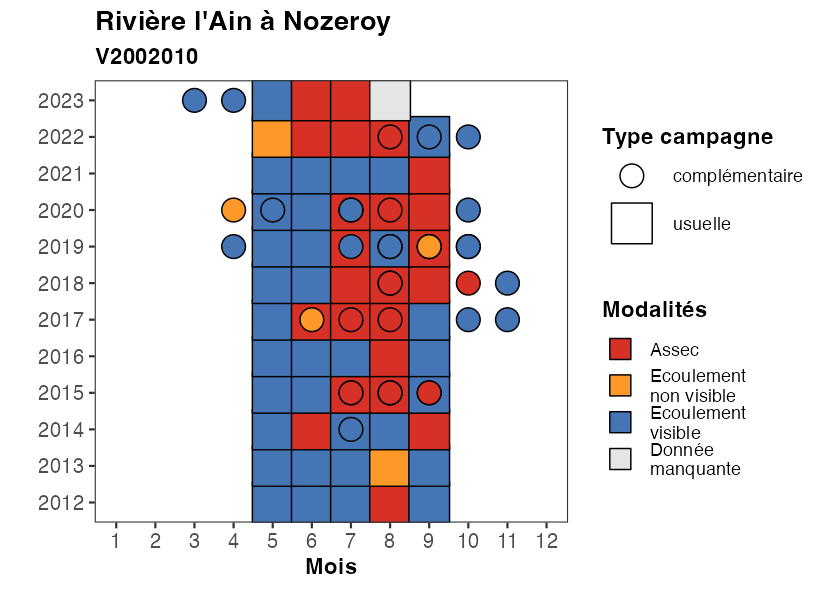 Rivière l'Ain à Nozeroy
V2002010
2023
2022
2021
2020
2019
2018
2017
2016
2015
2014
2013
2012
1 2 3 4 5 6 7 8 9 10 11 12
Mois
Type campagne
complémentaire
usuelle
Modalités
Assec
Ecoulement
non visible
Ecoulement
visible
Donnée
manquante